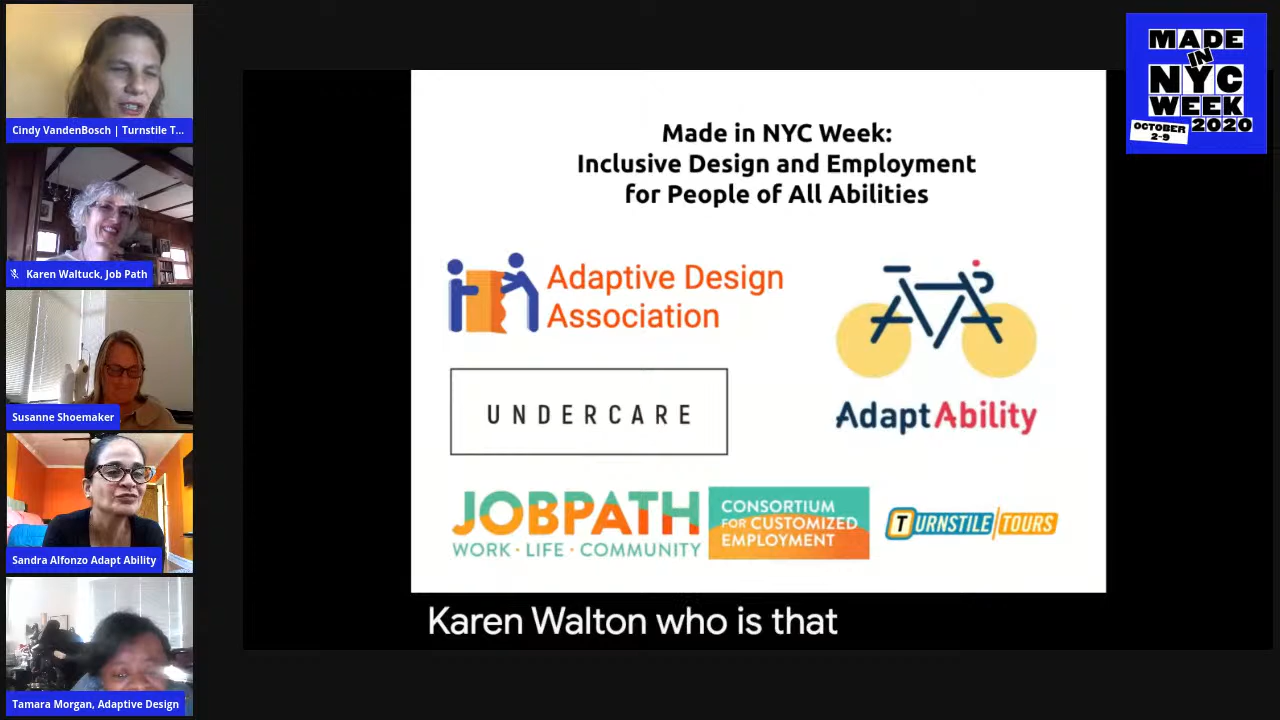 Cindy VandenBosch | Turnstile T...
Karen Waltuck, Job Path
Susanne Shoemaker
Sandra Alfonzo Adapt Ability
Tamara Morgan, Adaptive Design
Made in NYC Week:
Inclusive Design and Employment
for People of All Abilities
Adaptive Design
Association
AdaptAbility
UNDERCARE
JOBPATH
WORK · LIFE · COMMUNITY
CONSORTIUM
FOR CUSTOMIZED
EMPLOYMENT
TURNSTILE TOURS
Karen Walton who is that
MADE
IN
NYC
WEEK
2020
OCTOBER
2-9